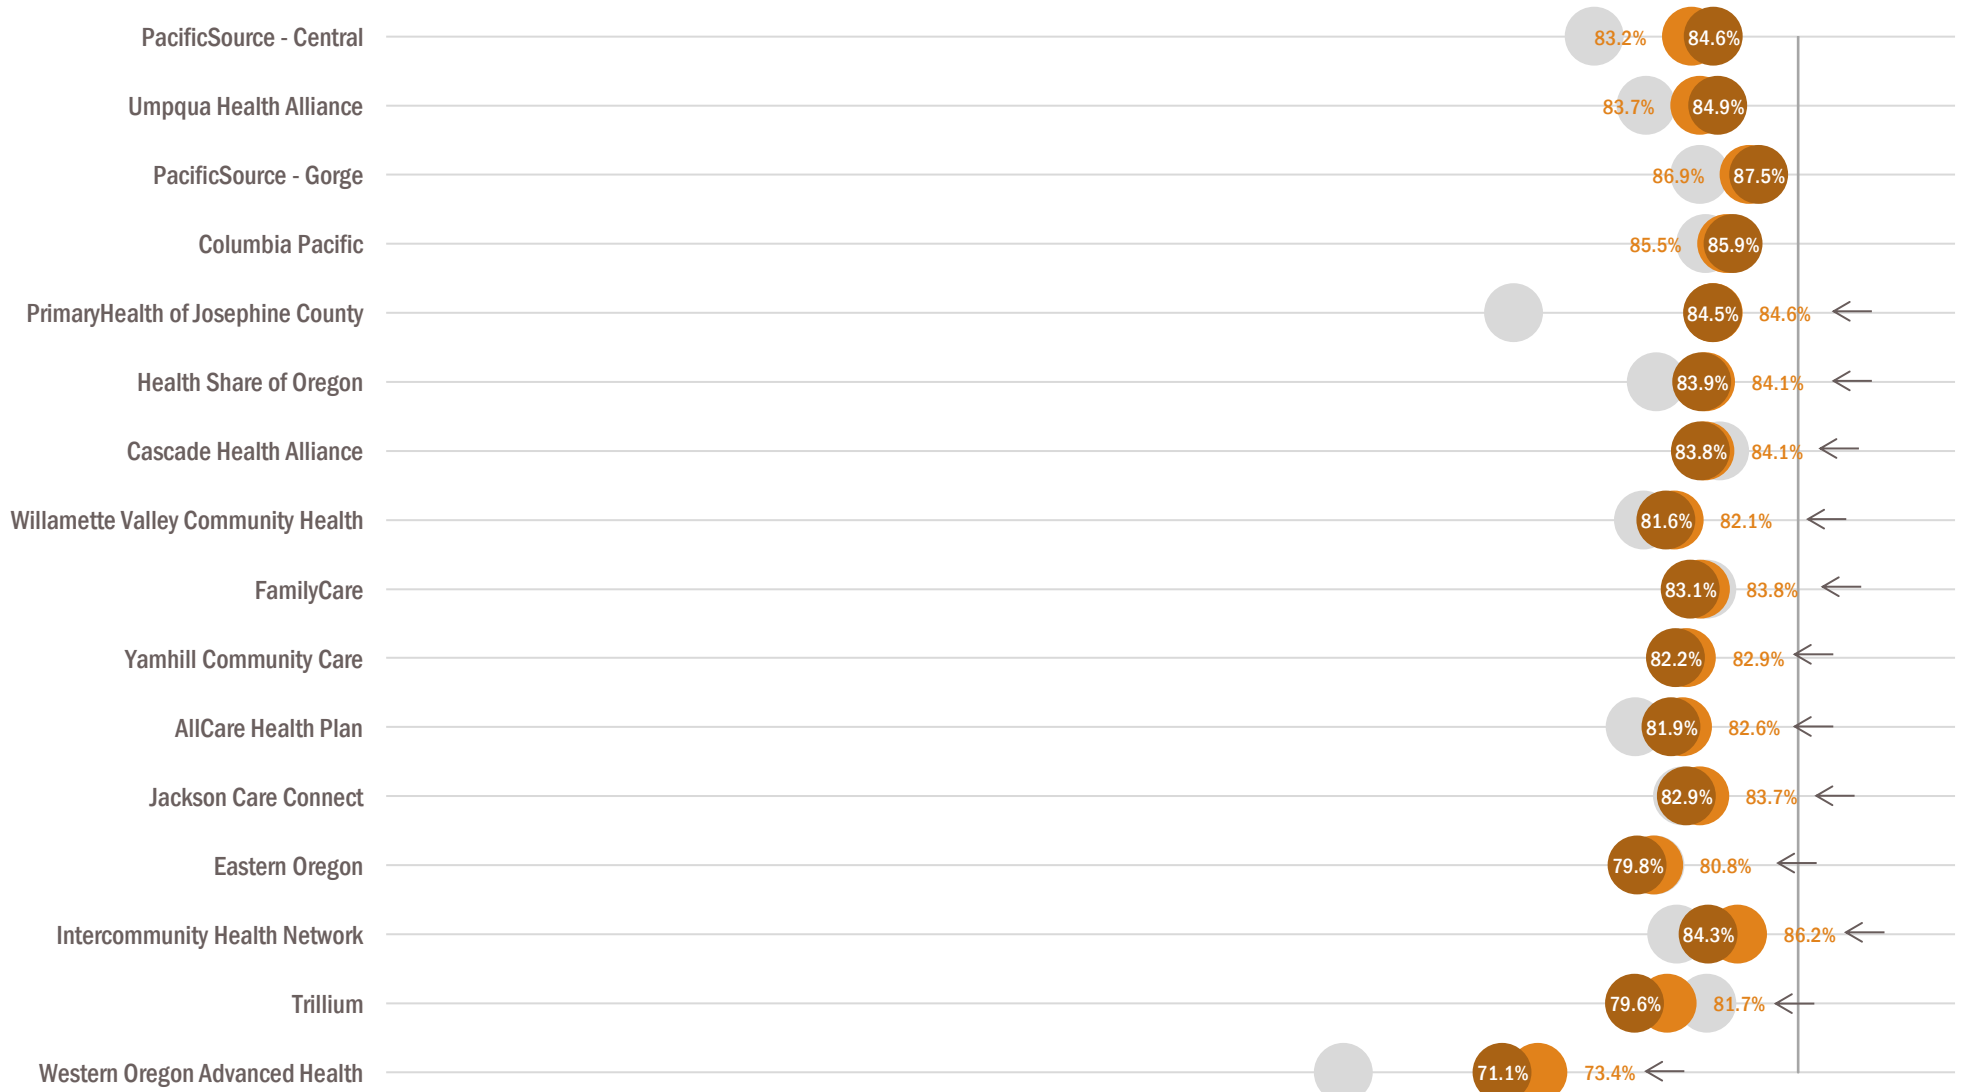 PacificSource - Central 83.2% 84.6%
Umpqua Health Alliance 83.7% 84.9%
PacificSource - Gorge 86.9% 87.5%
Columbia Pacific 85.5% 85.9%
PrimaryHealth of Josephine County 84.5% 84.6%
Health Share of Oregon 83.9% 84.1%
Cascade Health Alliance 83.8% 84.1%
Willamette Valley Community Health 81.6% 82.1%
FamilyCare 83.1% 83.8%
Yamhill Community Care 82.2% 82.9%
AllCare Health Plan 81.9% 82.6%
Jackson Care Connect 82.9% 83.7%
Eastern Oregon 79.8% 80.8%
Intercommunity Health Network 84.3% 86.2%
Trillium 79.6% 81.7%
Western Oregon Advanced Health 71.1% 73.4%